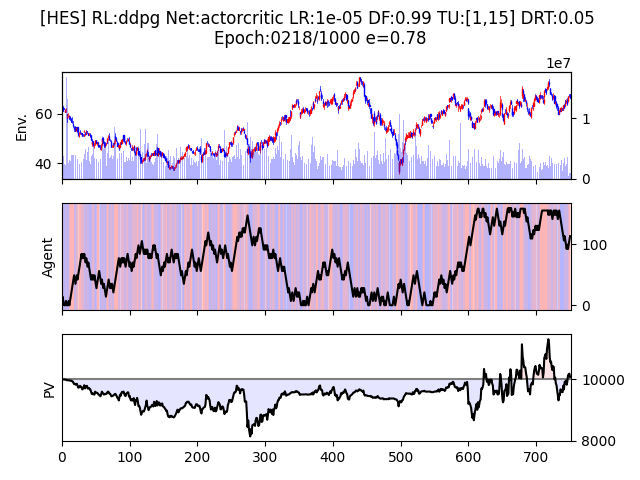 [HES] RL:ddpg Net:actorcritic LR:1e-05 DF:0.99 TU:[1,15] DRT:0.05
Epoch:0218/1000 e=0.78
1e7
Env.
60
40
1
0
Agent
100
0
PV
10000
8000
0 100 200 300 400 500 600 700